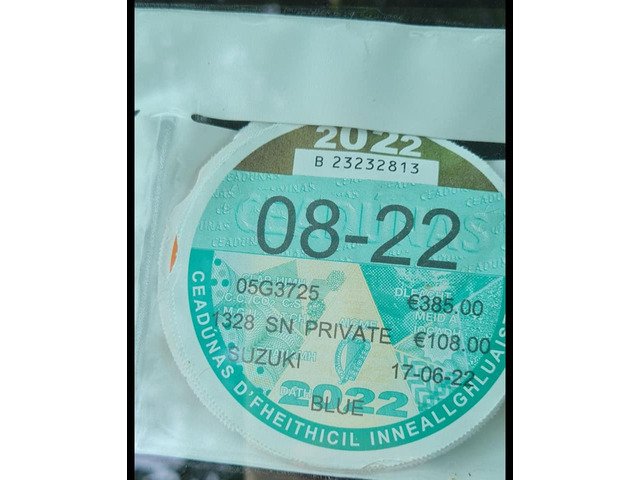 2022
B 23232813
CEADÚNAS
08-22
05G3725 €385.00
1328 SN PRIVATE €108.00
SUZUKI 17-06-22
2022
BLUE
CEADÚNAS D'FHEITHICIL INNEALLGHLUAIS